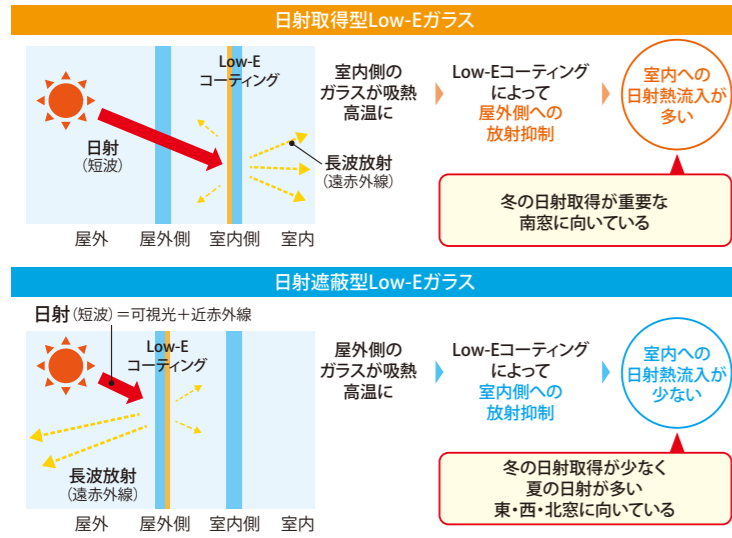 日射取得型Low-Eガラス
Low-E
コーティング
日射
(短波)
長波放射
(遠赤外線)
屋外
屋外側
室内側
室内
室内側の
ガラスが吸熱
高温に
Low-Eコーティング
によって
屋外側への
放射抑制
室内への
日射熱流入が
多い
冬の日射取得が重要な
南窓に向いている
日射遮蔽型Low-Eガラス
日射(短波)＝可視光＋近赤外線
Low-E
コーティング
長波放射
(遠赤外線)
屋外
屋外側
室内側
室内
屋外側の
ガラスが吸熱
高温に
Low-Eコーティング
によって
室内側への
放射抑制
室内への
日射熱流入が
少ない
冬の日射取得が少なく
夏の日射が多い
東・西・北窓に向いている